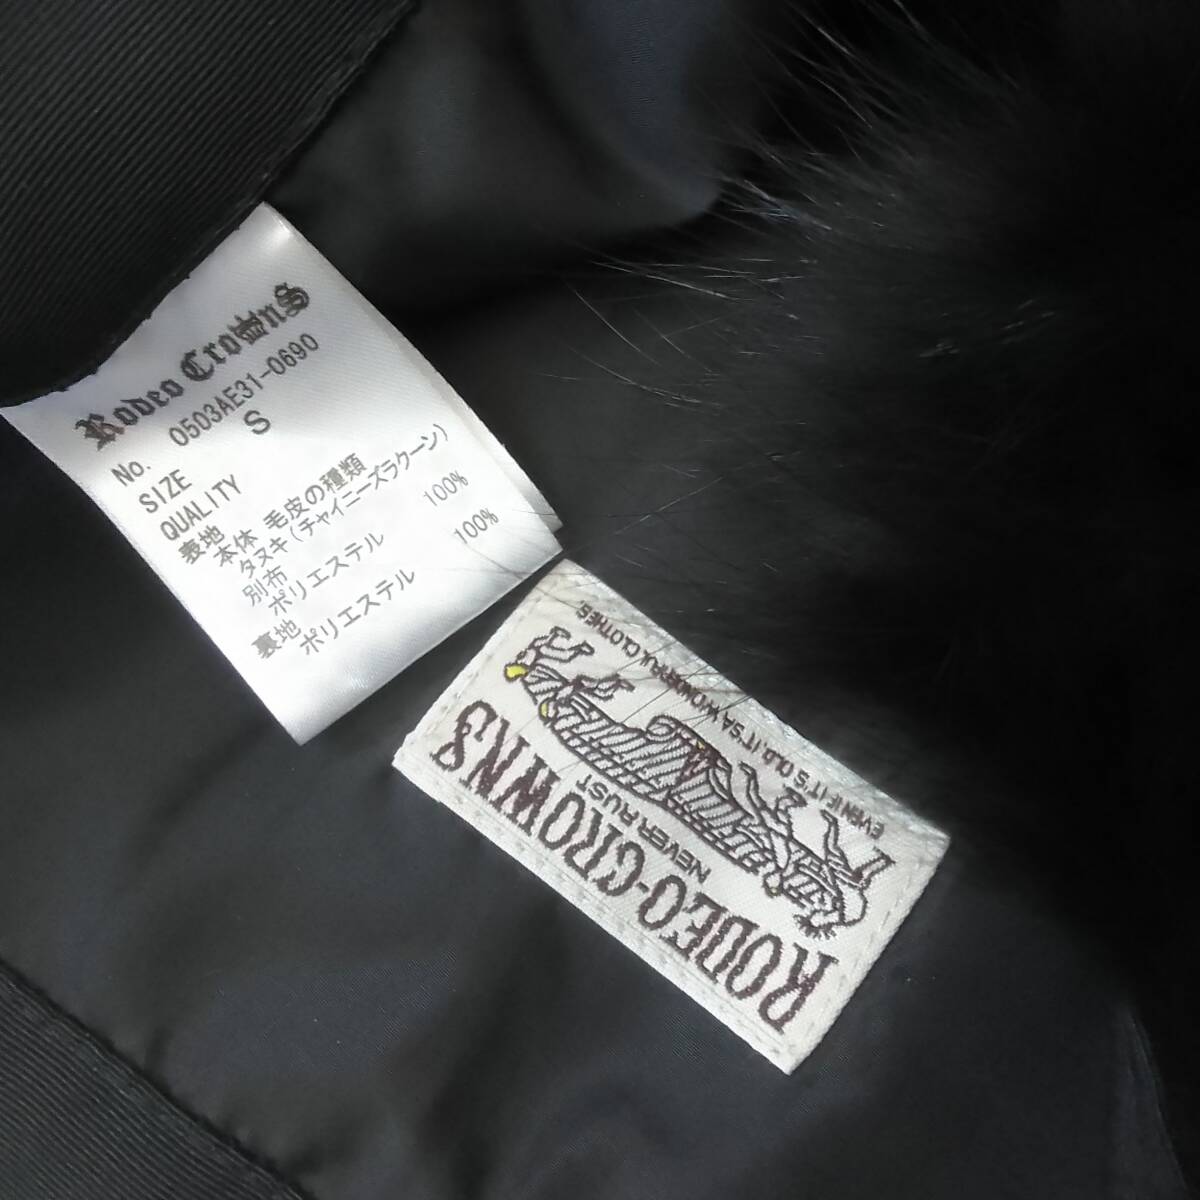 Rodeo Crowns
No. 0503AE31-0690
SIZE S
QUALITY
表地
本体 毛皮の種類
タヌキ(チャイニーズラクーン)
別布
ポリエステル 100%
裏地
ポリエステル 100%
RODEO-CROWNS
NEVER RUST
EVEN IF IT'S OLD, IT'S A WONDERFUL CLOTHES.